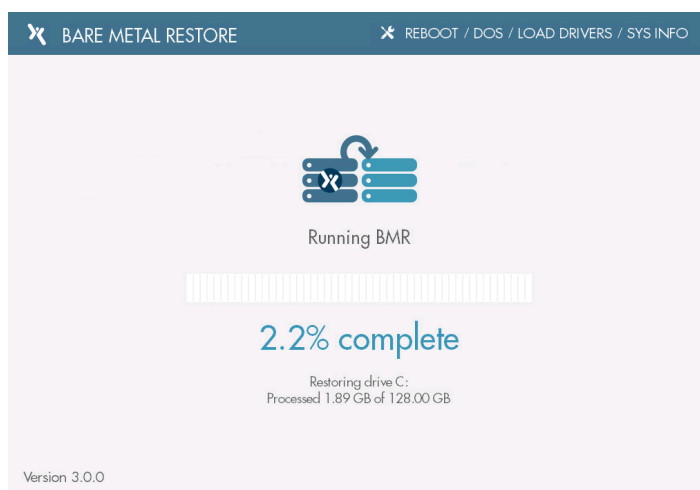 BARE METAL RESTORE
REBOOT / DOS / LOAD DRIVERS / SYS INFO
Running BMR
2.2% complete
Restoring drive C:
Processed 1.89 GB of 128.00 GB
Version 3.0.0